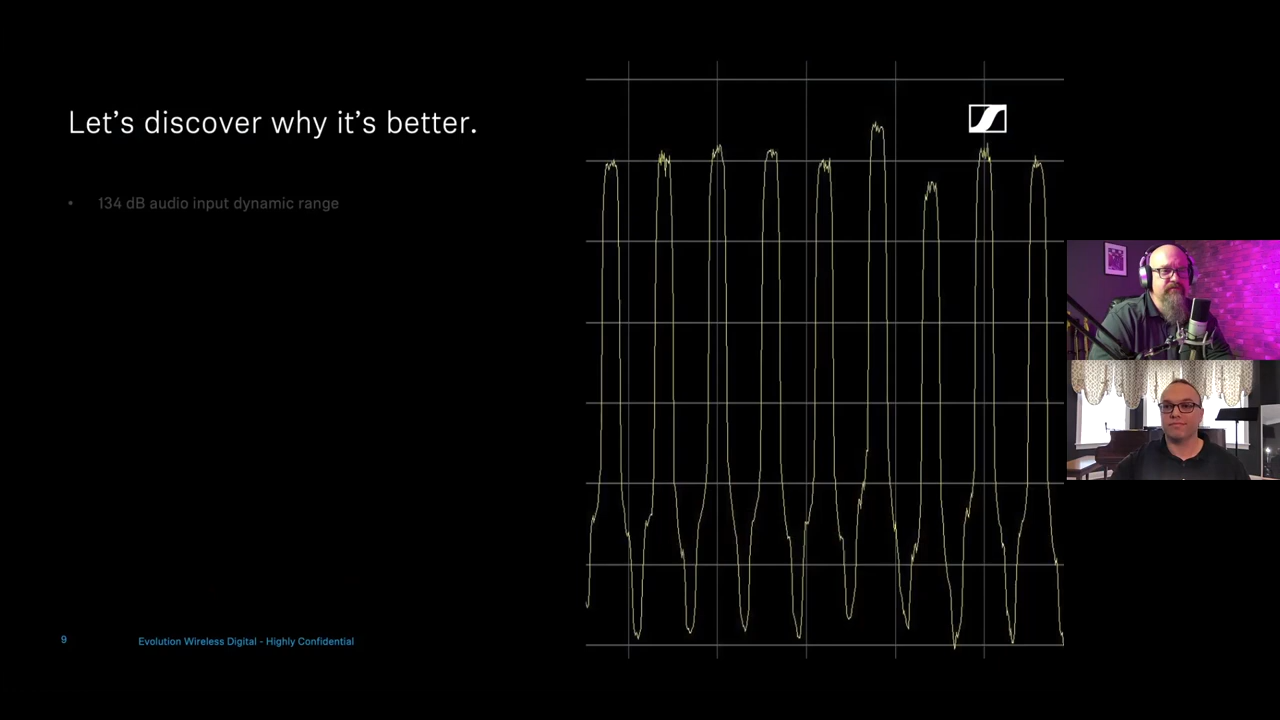 Let's discover why it's better.
• 134 dB audio input dynamic range
9
Evolution Wireless Digital - Highly Confidential